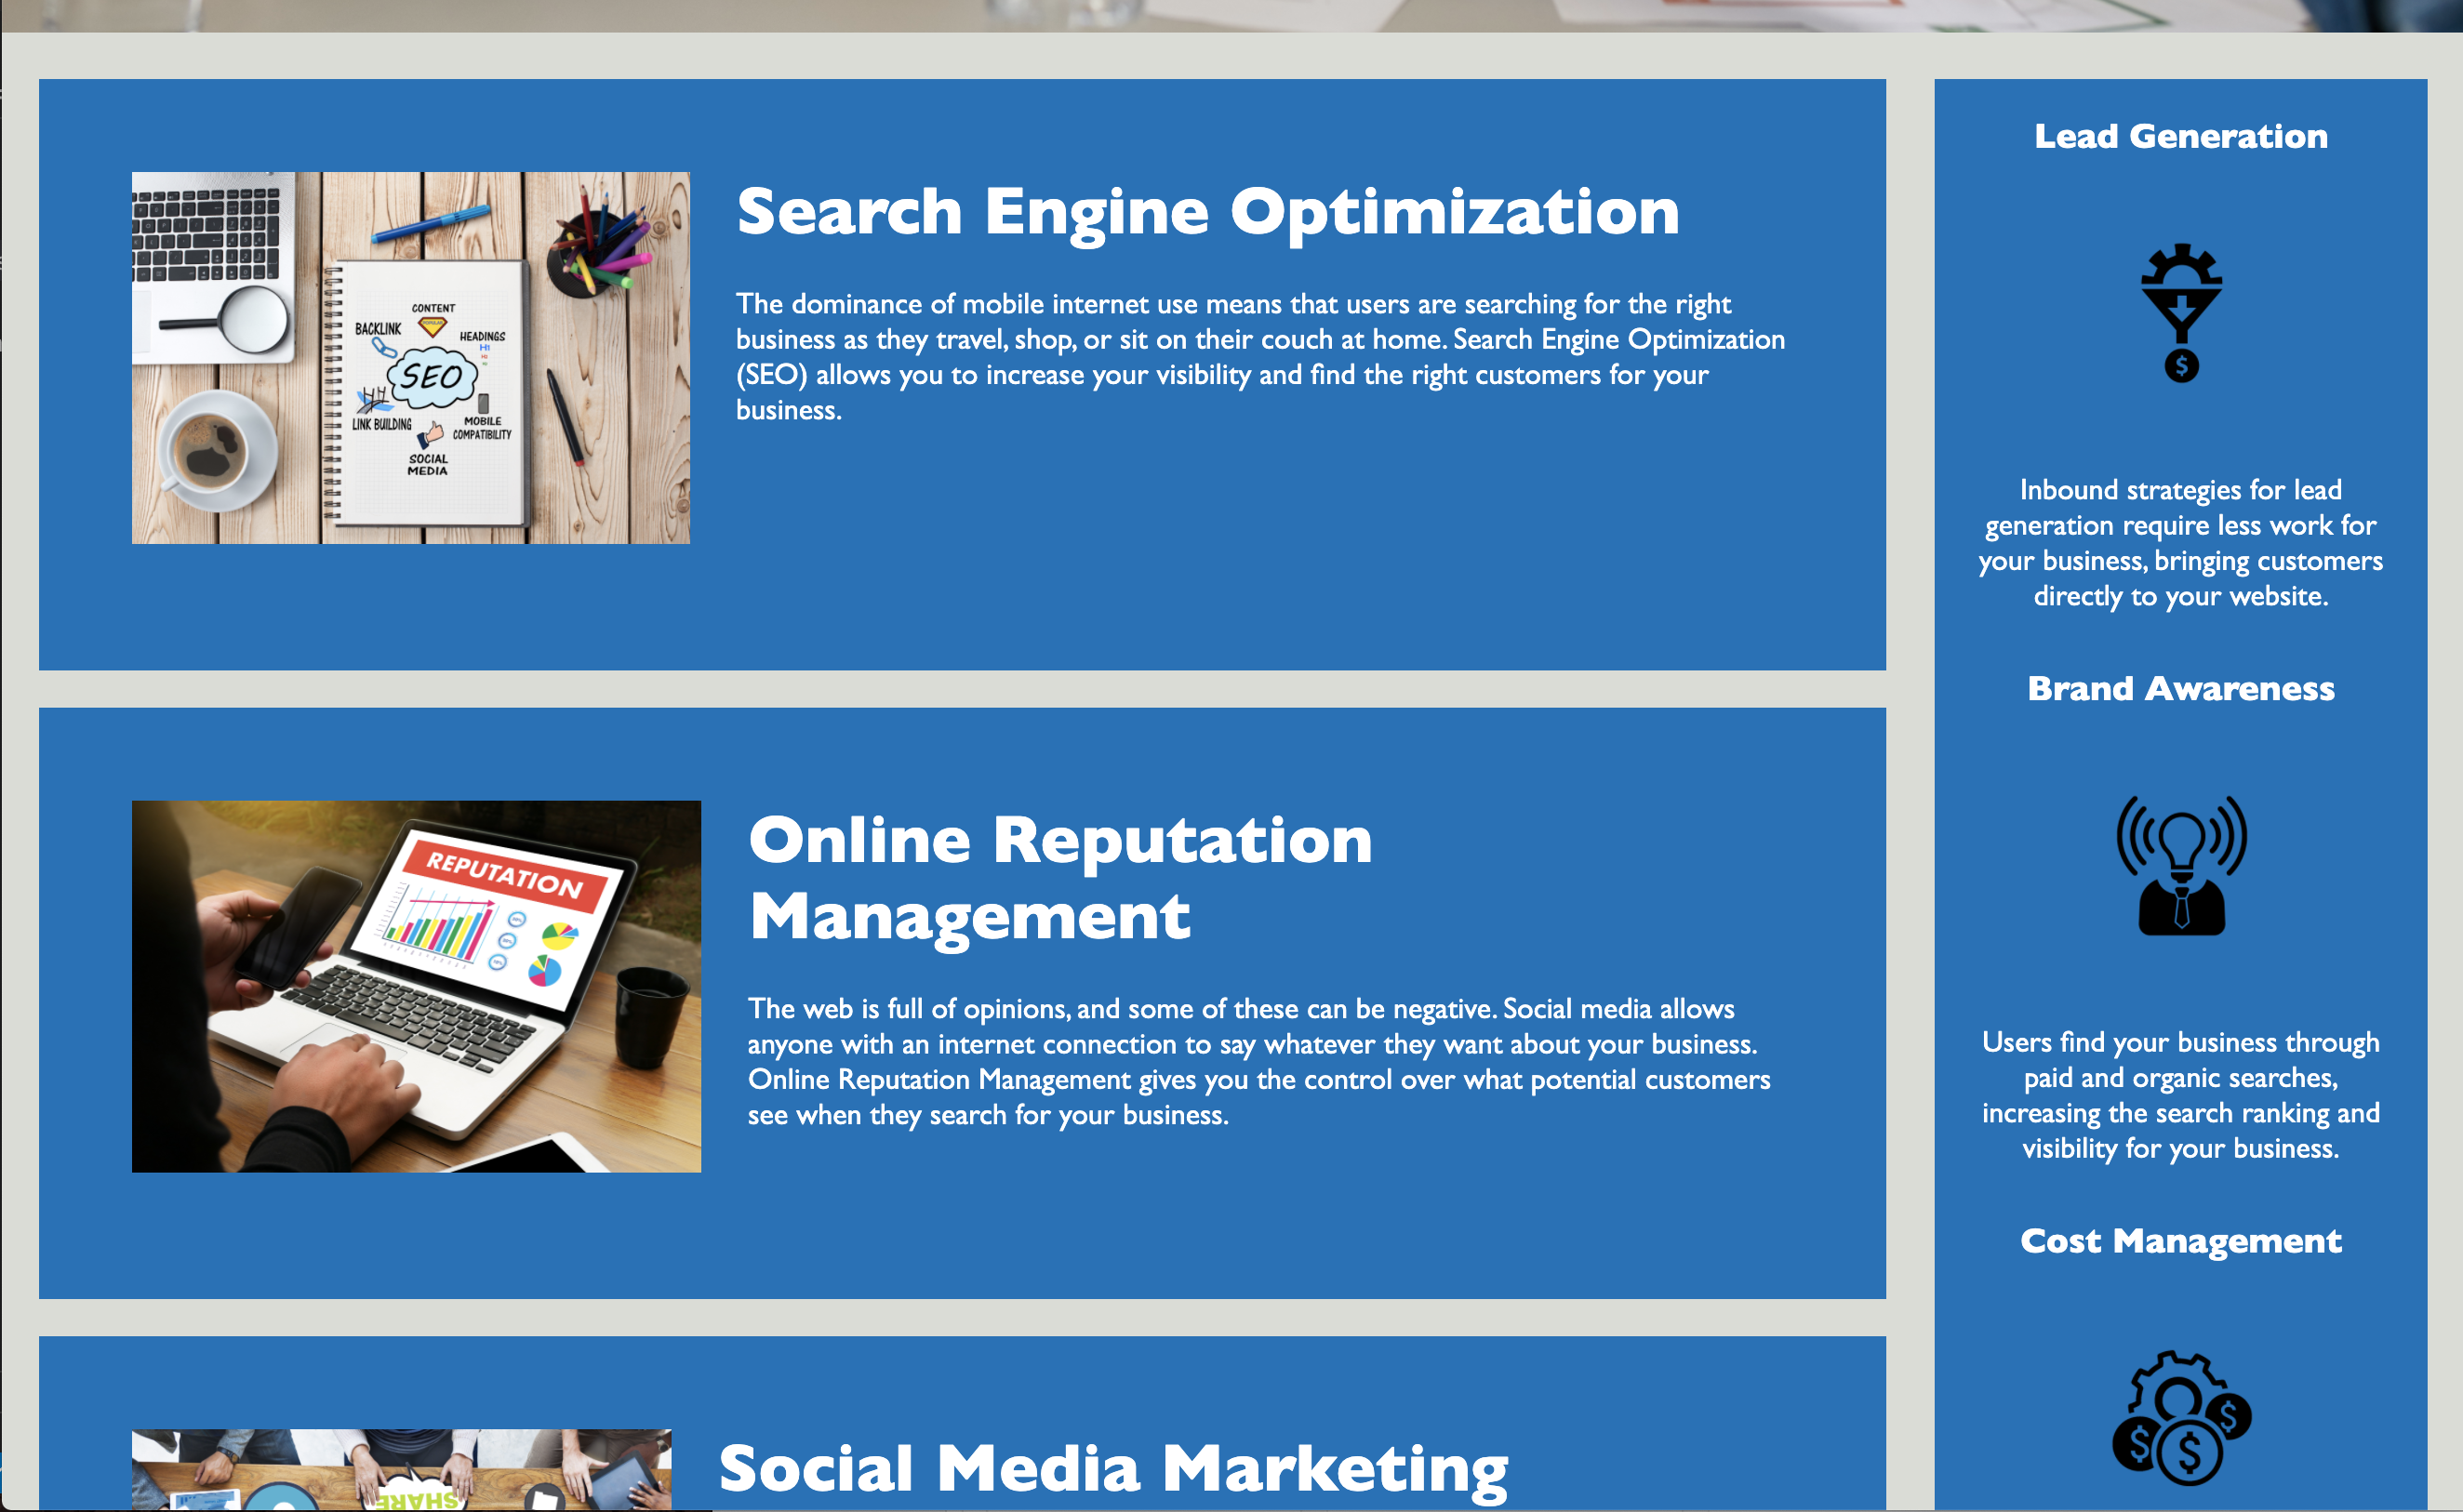 Search Engine Optimization
The dominance of mobile internet use means that users are searching for the right
business as they travel, shop, or sit on their couch at home. Search Engine Optimization
(SEO) allows you to increase your visibility and find the right customers for your
business.
CONTENT
BACKLINK
HEADINGS
H1
SEO
LINK BUILDING
MOBILE
COMPATIBILITY
SOCIAL
MEDIA
Online Reputation
Management
The web is full of opinions, and some of these can be negative. Social media allows
anyone with an internet connection to say whatever they want about your business.
Online Reputation Management gives you the control over what potential customers
see when they search for your business.
REPUTATION
Social Media Marketing
SHARE
Lead Generation
$
Inbound strategies for lead
generation require less work for
your business, bringing customers
directly to your website.
Brand Awareness
Users find your business through
paid and organic searches,
increasing the search ranking and
visibility for your business.
Cost Management
$ $ $